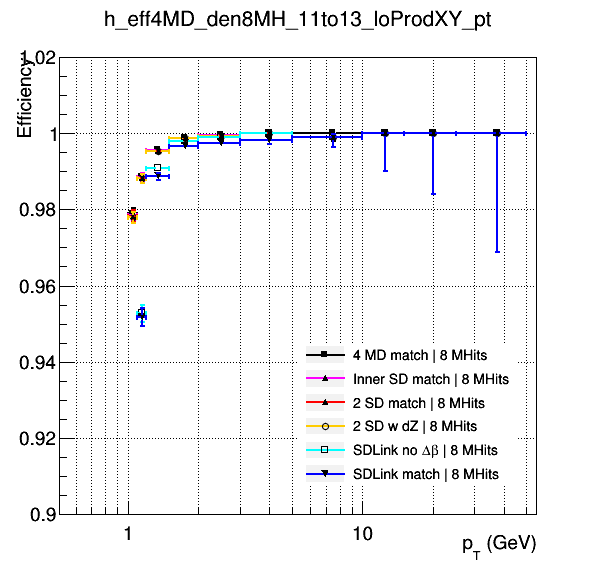 h_eff4MD_den8MH_11to13_loProdXY_pt
Efficiency
1.02
1
0.98
0.96
0.94
0.92
0.9
4 MD match | 8 MHits
Inner SD match | 8 MHits
2 SD match | 8 MHits
2 SD w dZ | 8 MHits
SDLink no Δβ | 8 MHits
SDLink match | 8 MHits
1
10
p_T (GeV)